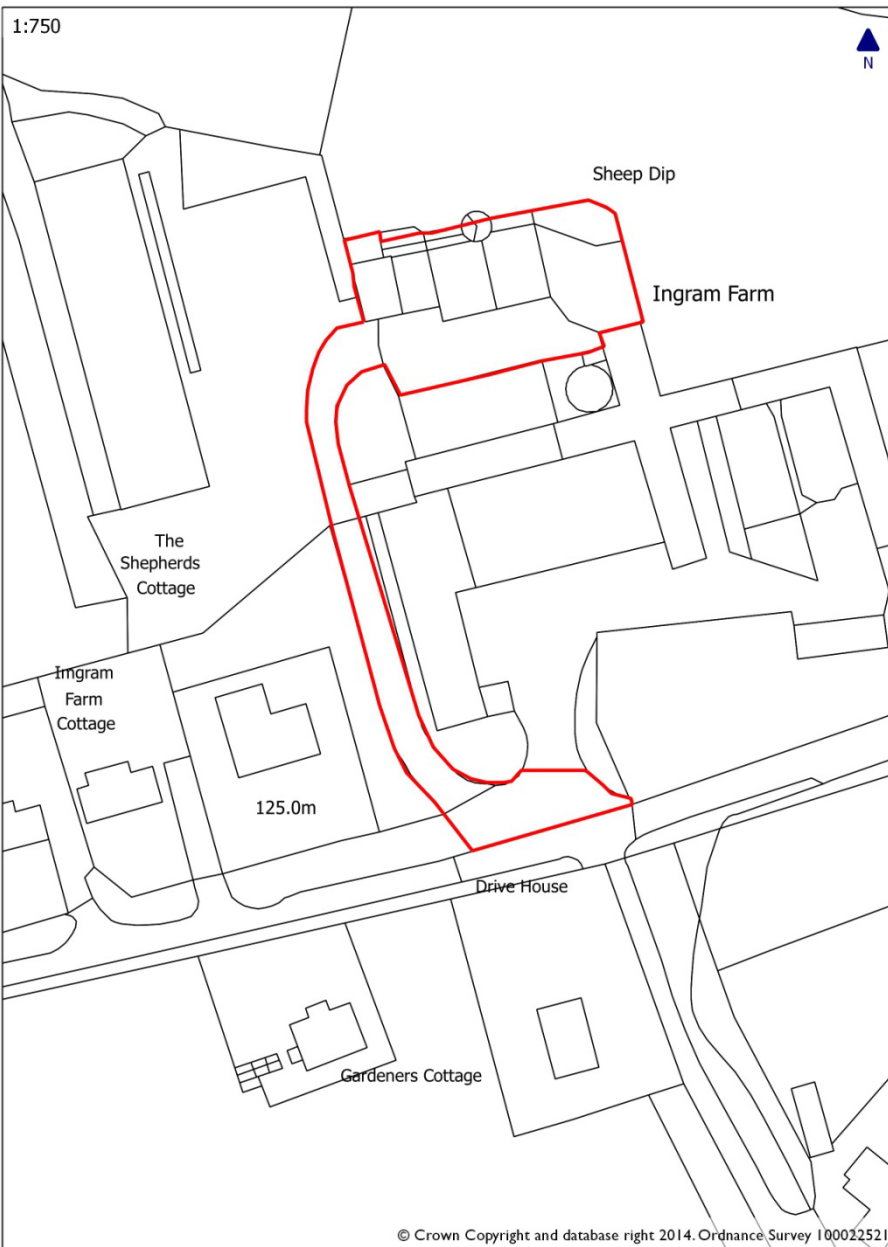 1:750
N
Sheep Dip
Ingram Farm
The
Shepherds
Cottage
Imgram
Farm
Cottage
125.0m
Drive House
Gardeners Cottage
© Crown Copyright and database right 2014. Ordnance Survey 100022521